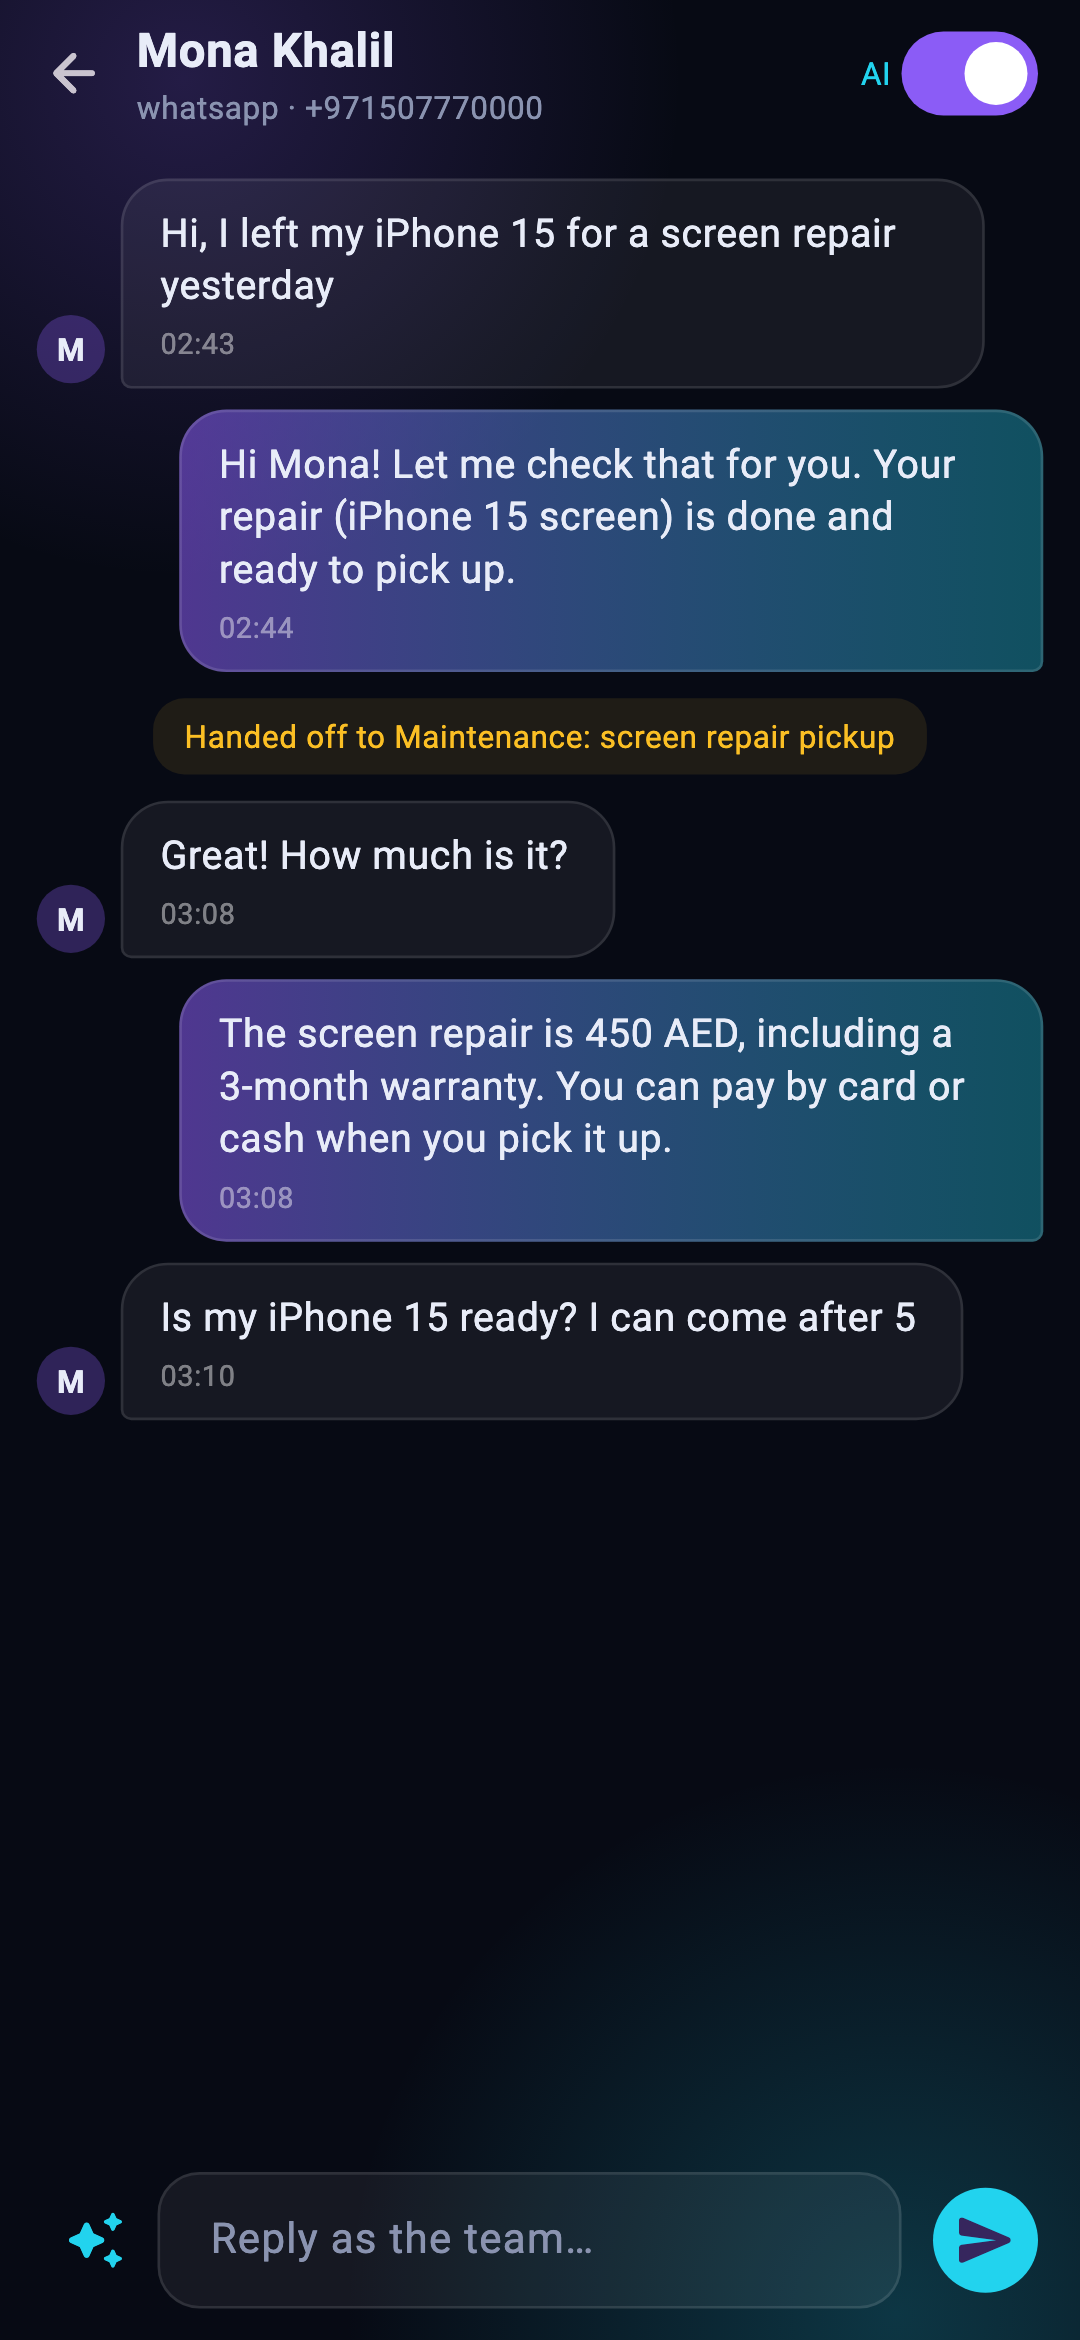 Mona Khalil
whatsapp · +971507770000
AI
Hi, I left my iPhone 15 for a screen repair
yesterday
02:43
M
Hi Mona! Let me check that for you. Your
repair (iPhone 15 screen) is done and
ready to pick up.
02:44
Handed off to Maintenance: screen repair pickup
Great! How much is it?
03:08
M
The screen repair is 450 AED, including a
3-month warranty. You can pay by card or
cash when you pick it up.
03:08
Is my iPhone 15 ready? I can come after 5
03:10
M
Reply as the team…